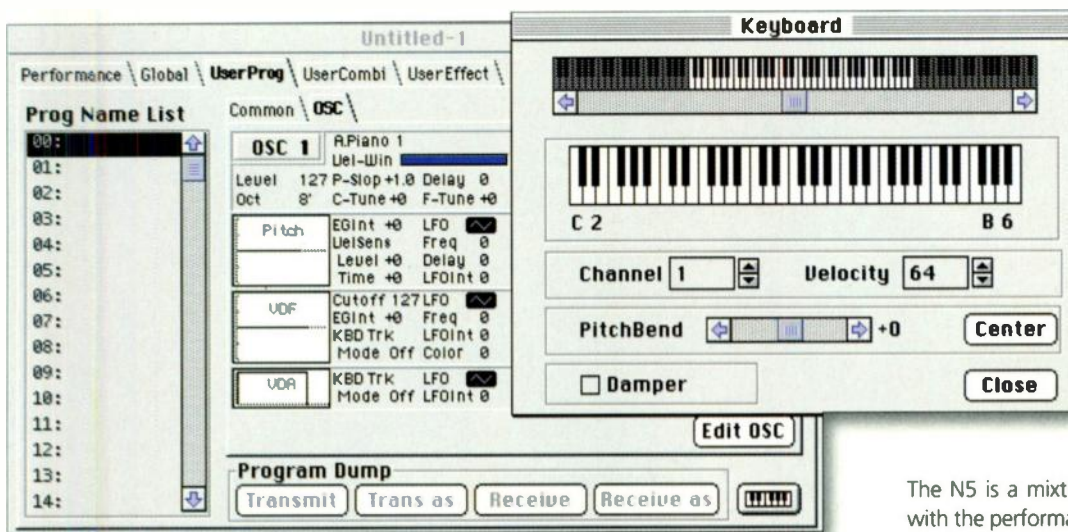 Untitled-1
Performance \ Global \ UserProg \ UserCombi \ UserEffect \
Prog Name List
00:
01:
02:
03:
04:
05:
06:
07:
08:
09:
10:
11:
12:
13:
14:
Common \ OSC \
OSC 1
A.Piano 1
Vel-Win
Level 127 P-Slop +1.0 Delay 0
Oct 8' C-Tune +0 F-Tune +0
Pitch
EGInt +0 LFO
VelSens Freq 0
Level +0 Delay 0
Time +0 LFOInt 0
VDF
Cutoff 127 LFO
EGInt +0 Freq 0
KBD Trk LFOInt 0
Mode Off Color 0
VDA
KBD Trk LFO
Mode Off LFOInt 0
Edit OSC
Program Dump
Transmit Trans as Receive Receive as
Keyboard
C 2 B 6
Channel 1 Velocity 64
PitchBend +0 Center
Damper Close
The N5 is a mixt
with the performa